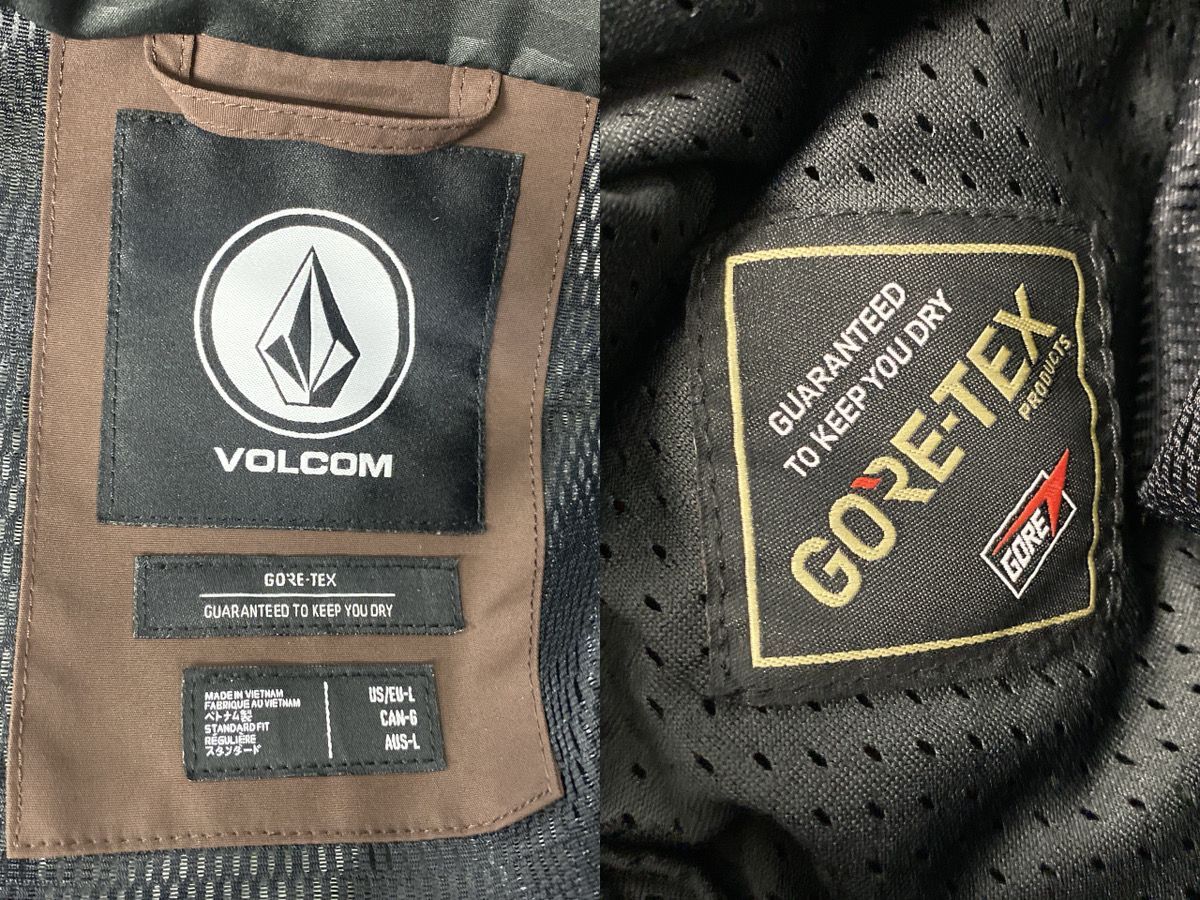 VOLCOM
GORE-TEX
GUARANTEED TO KEEP YOU DRY
MADE IN VIETNAM
FABRIQUE AU VIETNAM
ベトナム製
STANDARD FIT
RÉGULIÈRE
スタンダード
US/EU-L
CAN-G
AUS-L
GUARANTEED
TO KEEP YOU DRY
GORE-TEX
PRODUCTS
GORE